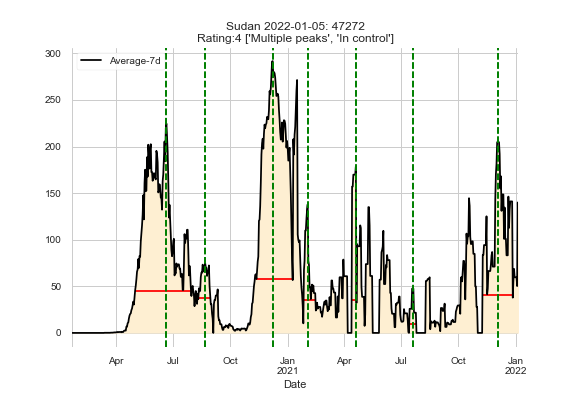 Sudan 2022-01-05: 47272
Rating:4 ['Multiple peaks', 'In control']
Average-7d
300
250
200
150
100
50
0
Apr Jul Oct Jan Apr Jul Oct Jan
2021 2022
Date